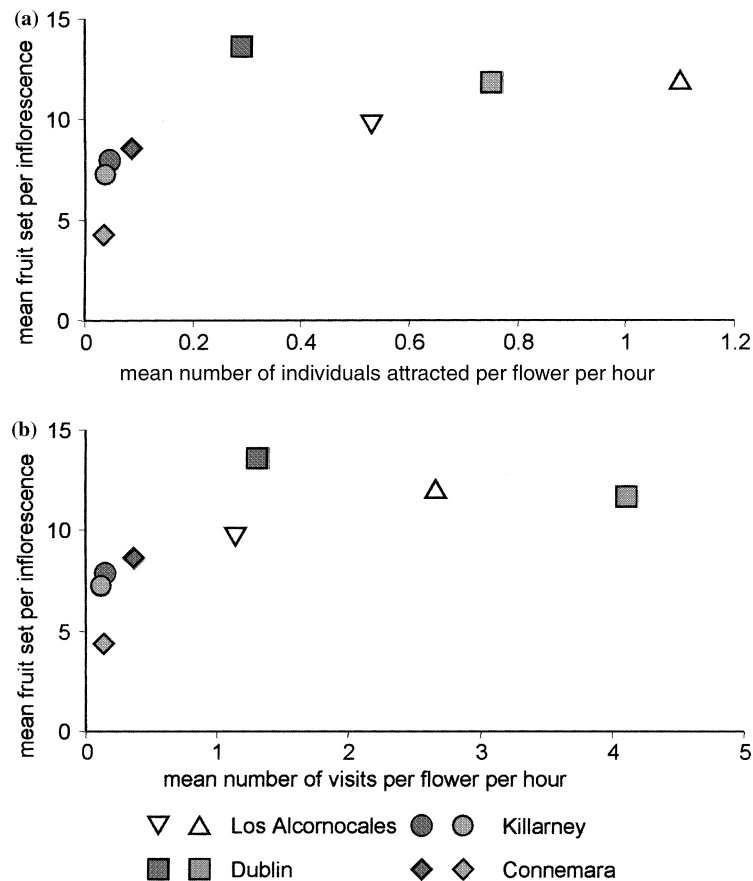 (a)
15
10
5
0
mean fruit set per inflorescence
0 0.2 0.4 0.6 0.8 1 1.2
mean number of individuals attracted per flower per hour
(b)
15
10
5
0
mean fruit set per inflorescence
0 1 2 3 4 5
mean number of visits per flower per hour
Los Alcornocales Killarney
Dublin Connemara